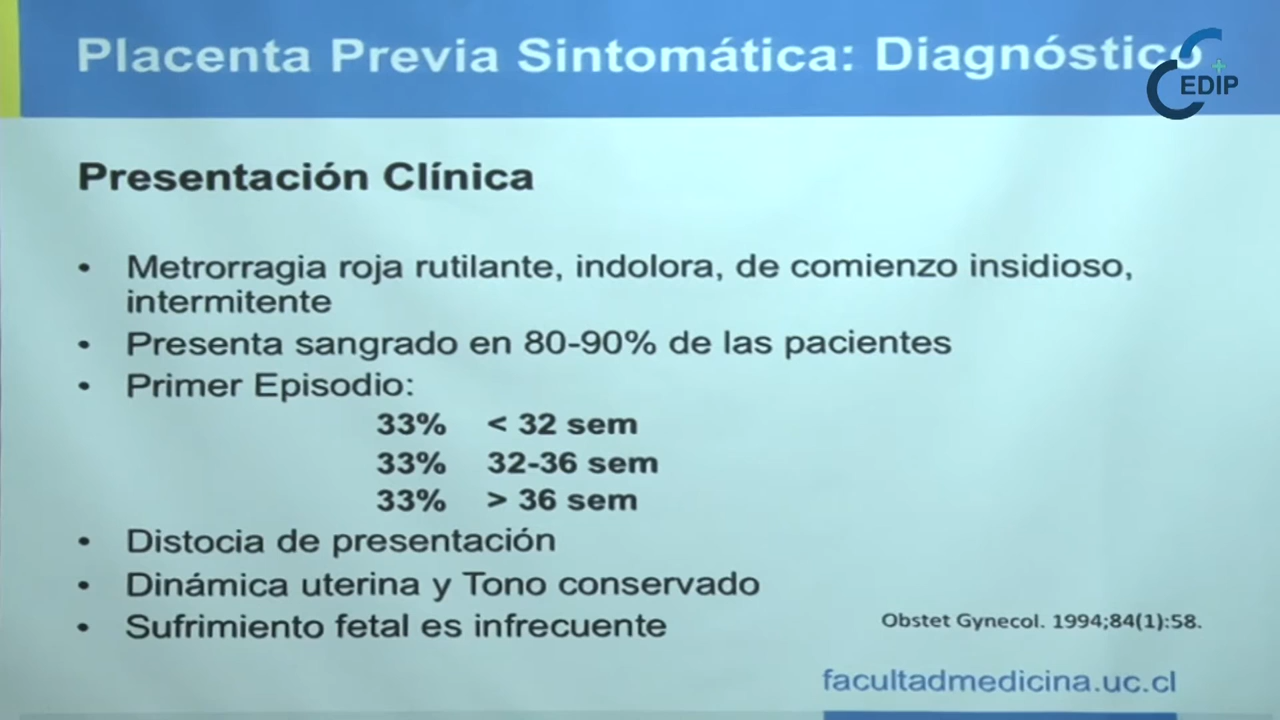 Placenta Previa Sintomática: Diagnóstico
EDIP
Presentación Clínica
• Metrorragia roja rutilante, indolora, de comienzo insidioso,
intermitente
• Presenta sangrado en 80-90% de las pacientes
• Primer Episodio:
33% < 32 sem
33% 32-36 sem
33% > 36 sem
• Distocia de presentación
• Dinámica uterina y Tono conservado
• Sufrimiento fetal es infrecuente
Obstet Gynecol. 1994;84(1):58.
facultadmedicina.uc.cl